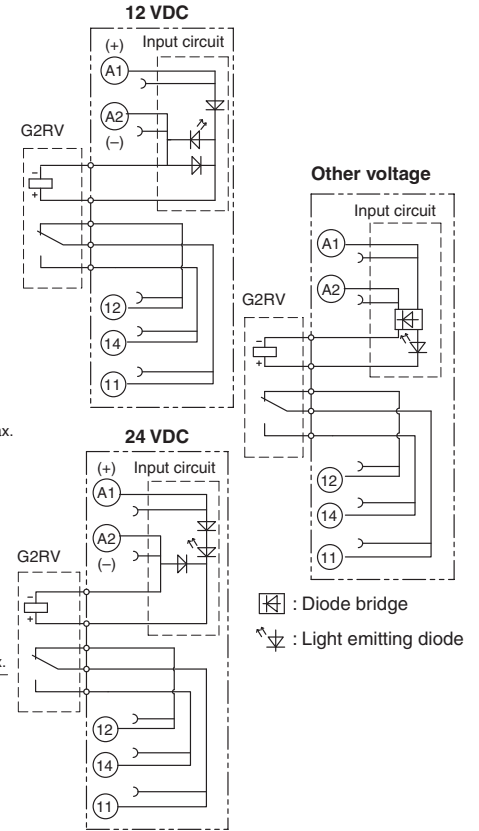 12 VDC
(+) Input circuit
A1
A2
(–)
G2RV
–
+
12
14
11
Other voltage
Input circuit
A1
A2
G2RV
–
+
12
14
11
ax.
24 VDC
(+) Input circuit
A1
A2
(–)
G2RV
–
+
x.
12
14
11
: Diode bridge
: Light emitting diode